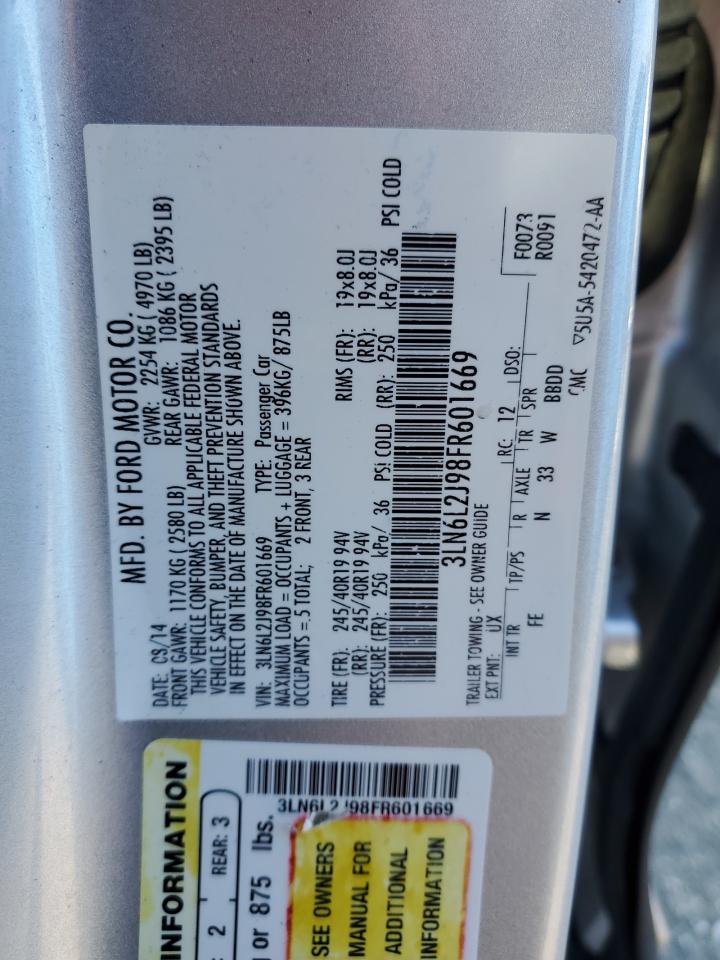 MFD. BY FORD MOTOR CO.
DATE: 08/14 GVWR: 2254 KG ( 4970 LB)
FRONT GAWR: 1170 KG ( 2580 LB) REAR GAWR: 1086 KG ( 2395 LB)
THIS VEHICLE CONFORMS TO ALL APPLICABLE FEDERAL MOTOR
VEHICLE SAFETY, BUMPER, AND THEFT PREVENTION STANDARDS
IN EFFECT ON THE DATE OF MANUFACTURE SHOWN ABOVE.
VIN: 3LN6L2J98FR601669 TYPE: Passenger Car
MAXIMUM LOAD = OCCUPANTS + LUGGAGE = 396KG/ 875LB
OCCUPANTS = 5 TOTAL; 2 FRONT, 3 REAR
TIRE (FR): 245/40R19 94V RIMS (FR): 19x8.0J
(RR): 245/40R19 94V (RR): 19x8.0J
PRESSURE (FR): 250 kPa/ 36 PSI COLD (RR): 250 kPa/ 36 PSI COLD
3LN6L2J98FR601669
TRAILER TOWING - SEE OWNER GUIDE
F0073
R0091
EXT PNT: UX RC: 12 DSO:
INT TR TP/PS R AXLE TR SPR
FE N 33 W BBDD
CMC
▽5U5A-5420472-AA
INFORMATION
2 REAR: 3
or 875 lbs.
3LN6L2J98FR601669
SEE OWNERS
MANUAL FOR
ADDITIONAL
INFORMATION